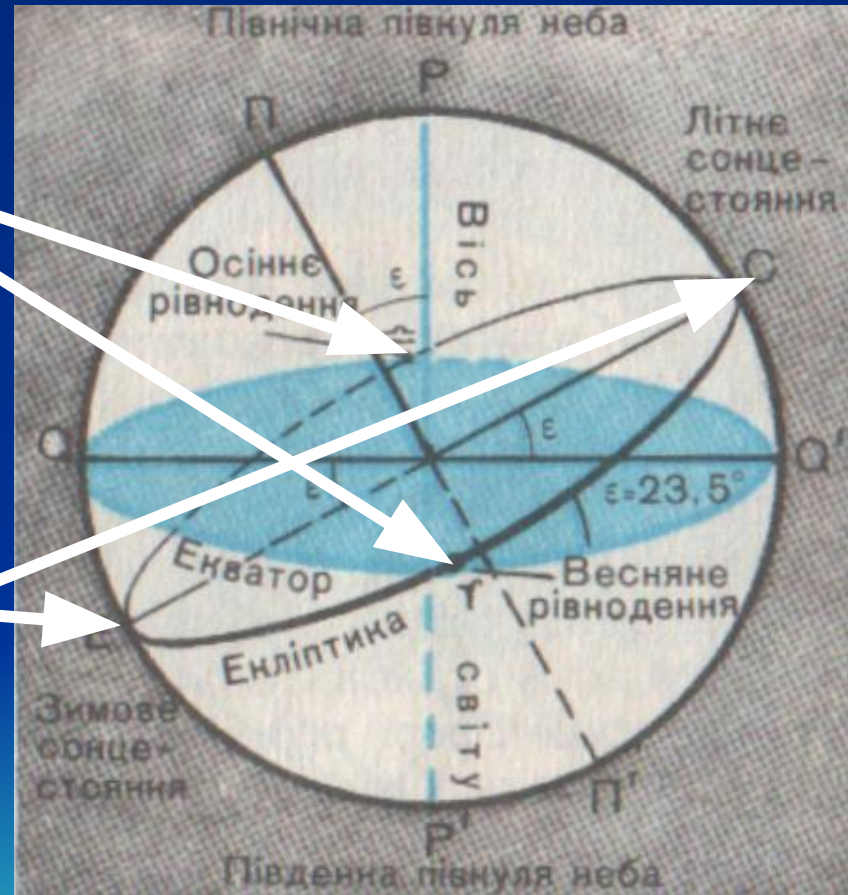 Північна півкуля неба
P
П
Літнє
сонце-
стояння
Вісь
С
Осіннє
рівнодення
ε
♎
Q
ε
Q'
ε
ε=23,5°
Екватор
Весняне
рівнодення
♈
Екліптика
світу
Зимове
сонце-
стояння
П'
P'
Південна півкуля неба